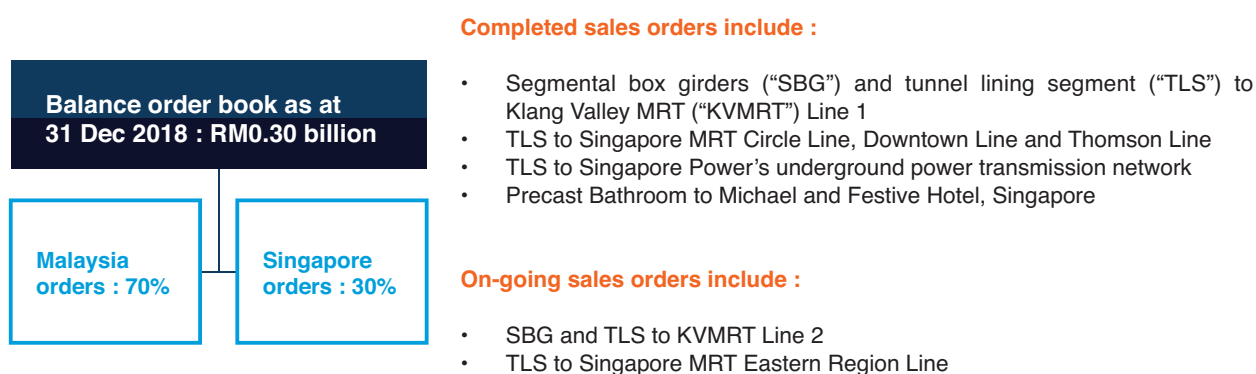 Balance order book as at
31 Dec 2018 : RM0.30 billion
Malaysia
orders : 70%
Singapore
orders : 30%
Completed sales orders include :
• Segmental box girders (“SBG”) and tunnel lining segment (“TLS”) to
Klang Valley MRT (“KVMRT”) Line 1
• TLS to Singapore MRT Circle Line, Downtown Line and Thomson Line
• TLS to Singapore Power’s underground power transmission network
• Precast Bathroom to Michael and Festive Hotel, Singapore
On-going sales orders include :
• SBG and TLS to KVMRT Line 2
• TLS to Singapore MRT Eastern Region Line